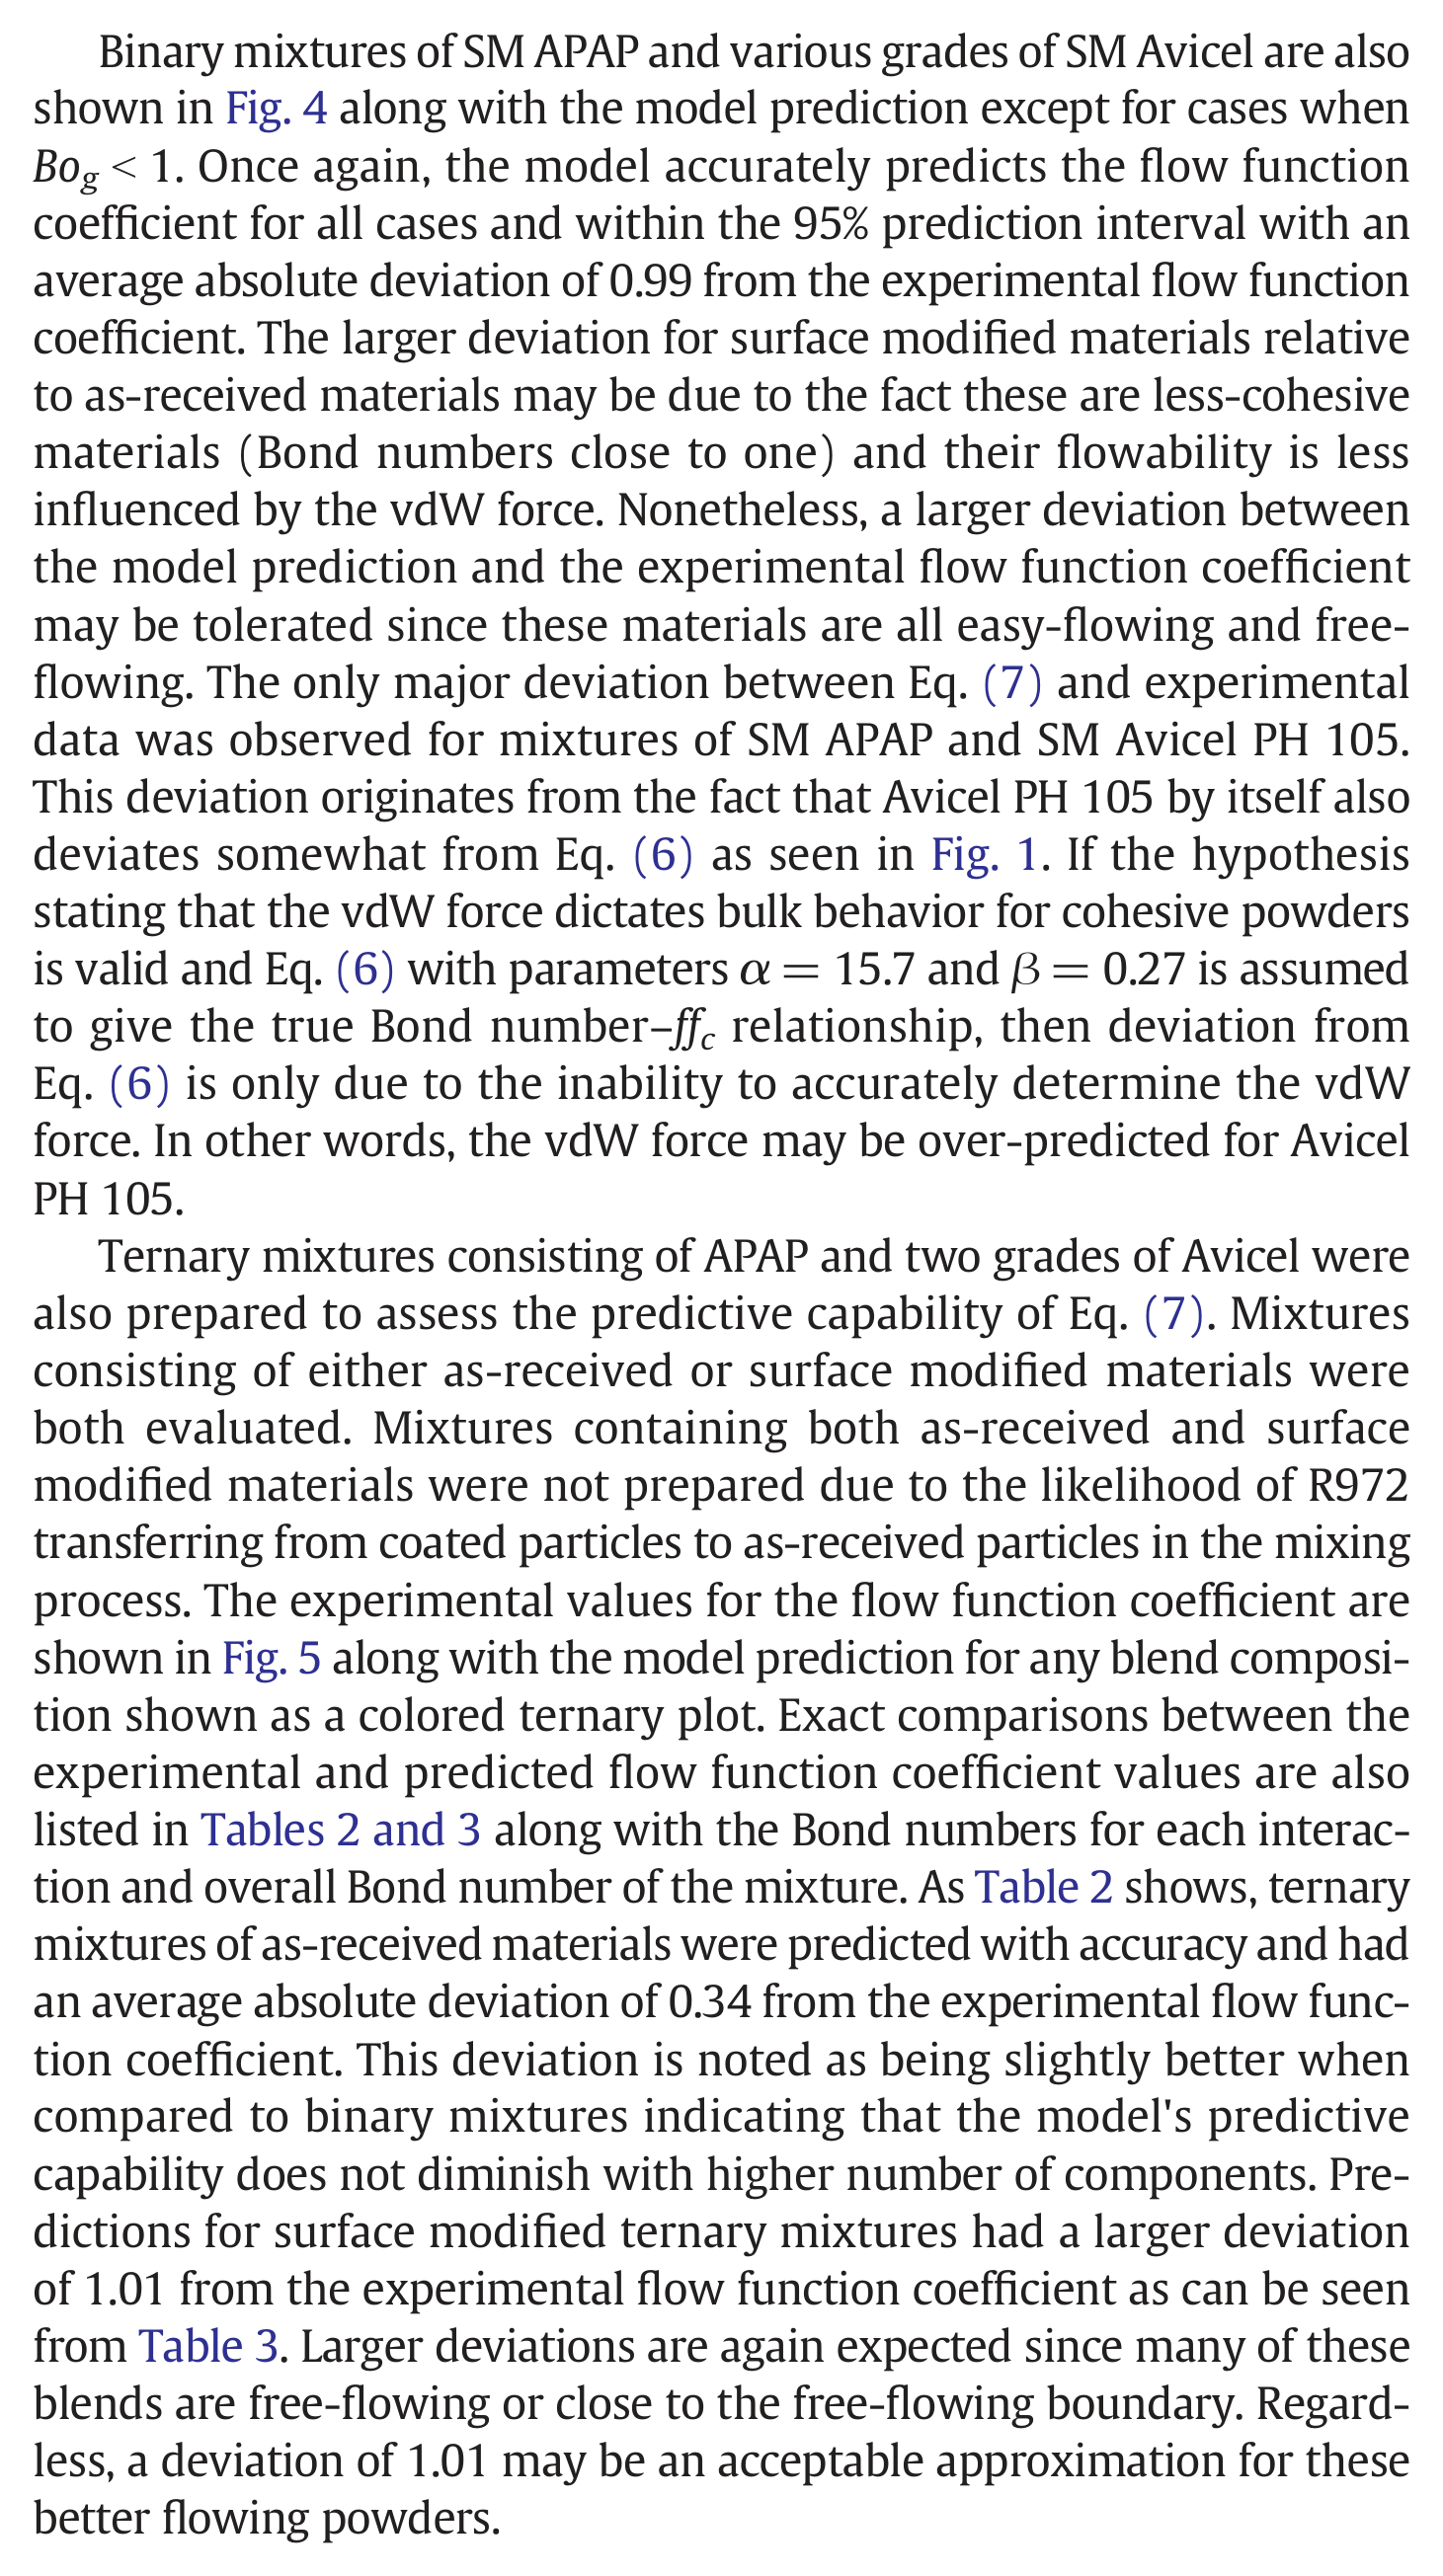 Binary mixtures of SM APAP and various grades of SM Avicel are also
shown in Fig. 4 along with the model prediction except for cases when
Bog < 1. Once again, the model accurately predicts the flow function
coefficient for all cases and within the 95% prediction interval with an
average absolute deviation of 0.99 from the experimental flow function
coefficient. The larger deviation for surface modified materials relative
to as-received materials may be due to the fact these are less-cohesive
materials (Bond numbers close to one) and their flowability is less
influenced by the vdW force. Nonetheless, a larger deviation between
the model prediction and the experimental flow function coefficient
may be tolerated since these materials are all easy-flowing and free-
flowing. The only major deviation between Eq. (7) and experimental
data was observed for mixtures of SM APAP and SM Avicel PH 105.
This deviation originates from the fact that Avicel PH 105 by itself also
deviates somewhat from Eq. (6) as seen in Fig. 1. If the hypothesis
stating that the vdW force dictates bulk behavior for cohesive powders
is valid and Eq. (6) with parameters α = 15.7 and β = 0.27 is assumed
to give the true Bond number–ffc relationship, then deviation from
Eq. (6) is only due to the inability to accurately determine the vdW
force. In other words, the vdW force may be over-predicted for Avicel
PH 105.
Ternary mixtures consisting of APAP and two grades of Avicel were
also prepared to assess the predictive capability of Eq. (7). Mixtures
consisting of either as-received or surface modified materials were
both evaluated. Mixtures containing both as-received and surface
modified materials were not prepared due to the likelihood of R972
transferring from coated particles to as-received particles in the mixing
process. The experimental values for the flow function coefficient are
shown in Fig. 5 along with the model prediction for any blend composi-
tion shown as a colored ternary plot. Exact comparisons between the
experimental and predicted flow function coefficient values are also
listed in Tables 2 and 3 along with the Bond numbers for each interac-
tion and overall Bond number of the mixture. As Table 2 shows, ternary
mixtures of as-received materials were predicted with accuracy and had
an average absolute deviation of 0.34 from the experimental flow func-
tion coefficient. This deviation is noted as being slightly better when
compared to binary mixtures indicating that the model's predictive
capability does not diminish with higher number of components. Pre-
dictions for surface modified ternary mixtures had a larger deviation
of 1.01 from the experimental flow function coefficient as can be seen
from Table 3. Larger deviations are again expected since many of these
blends are free-flowing or close to the free-flowing boundary. Regard-
less, a deviation of 1.01 may be an acceptable approximation for these
better flowing powders.